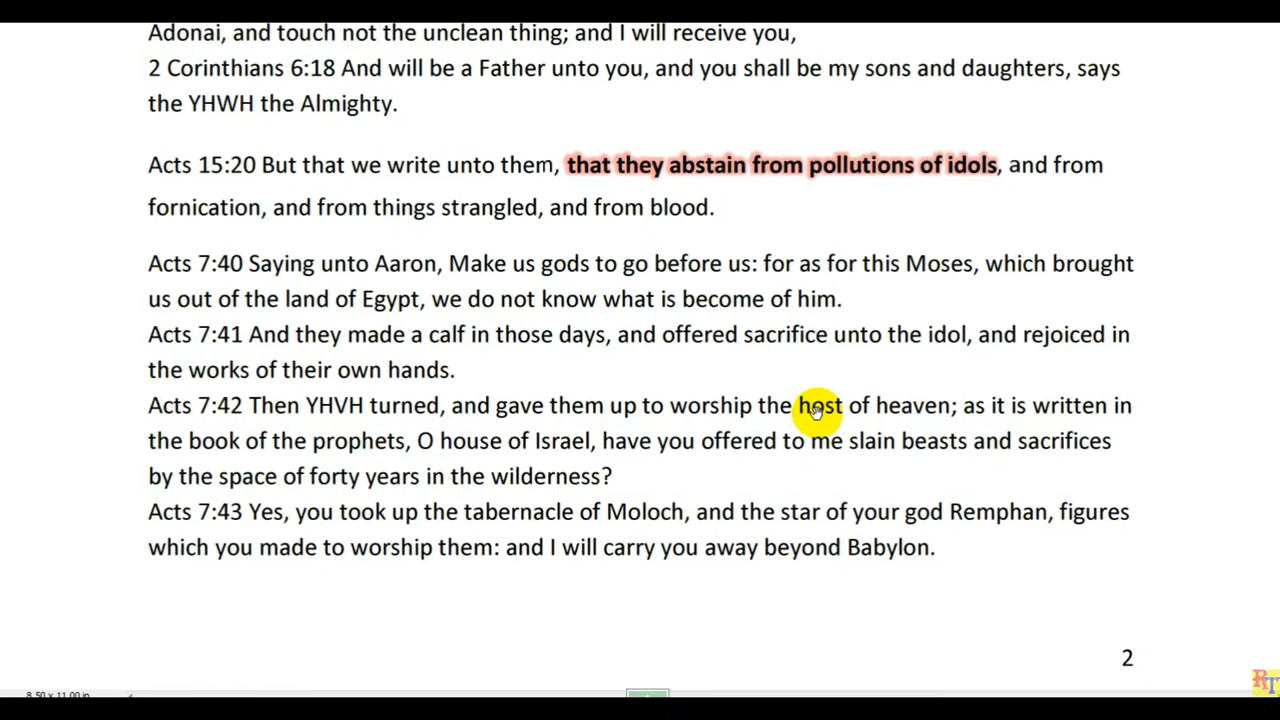 Adonai, and touch not the unclean thing; and I will receive you,
2 Corinthians 6:18 And will be a Father unto you, and you shall be my sons and daughters, says
the YHWH the Almighty.
Acts 15:20 But that we write unto them, that they abstain from pollutions of idols, and from
fornication, and from things strangled, and from blood.
Acts 7:40 Saying unto Aaron, Make us gods to go before us: for as for this Moses, which brought
us out of the land of Egypt, we do not know what is become of him.
Acts 7:41 And they made a calf in those days, and offered sacrifice unto the idol, and rejoiced in
the works of their own hands.
Acts 7:42 Then YHVH turned, and gave them up to worship the host of heaven; as it is written in
the book of the prophets, O house of Israel, have you offered to me slain beasts and sacrifices
by the space of forty years in the wilderness?
Acts 7:43 Yes, you took up the tabernacle of Moloch, and the star of your god Remphan, figures
which you made to worship them: and I will carry you away beyond Babylon.
2
8.50 x 11.00 in
RT